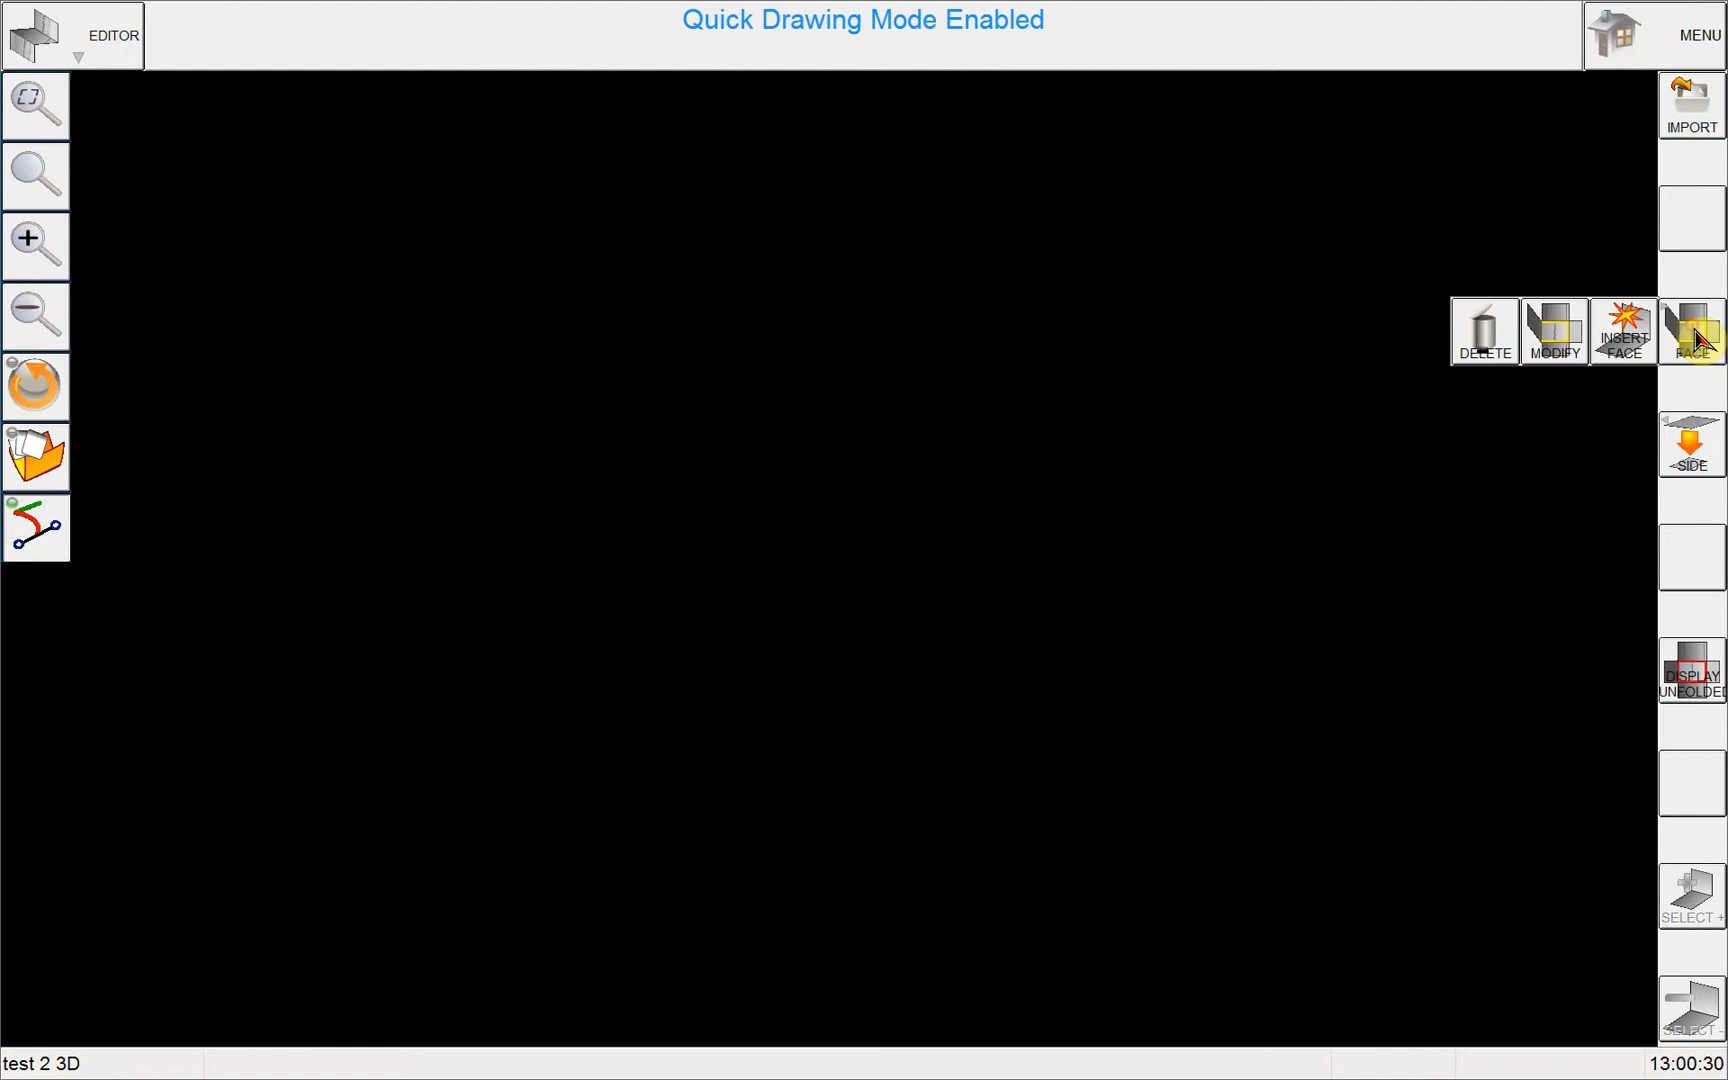 EDITOR
Quick Drawing Mode Enabled
MENU
IMPORT
DELETE
MODIFY
INSERT
FACE
FACE
SIDE
DISPLAY
UNFOLDED
SELECT +
SELECT -
test 2 3D
13:00:30